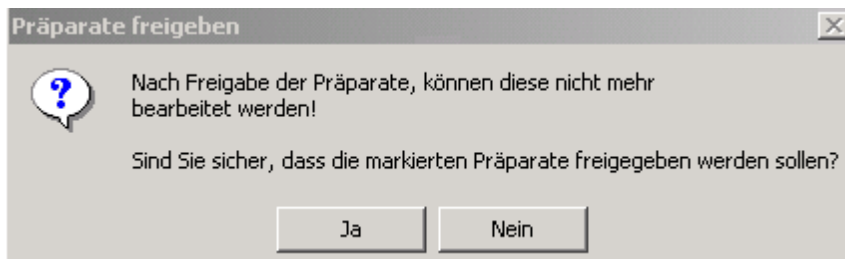 Präparate freigeben
Nach Freigabe der Präparate, können diese nicht mehr
bearbeitet werden!
Sind Sie sicher, dass die markierten Präparate freigegeben werden sollen?
Ja
Nein